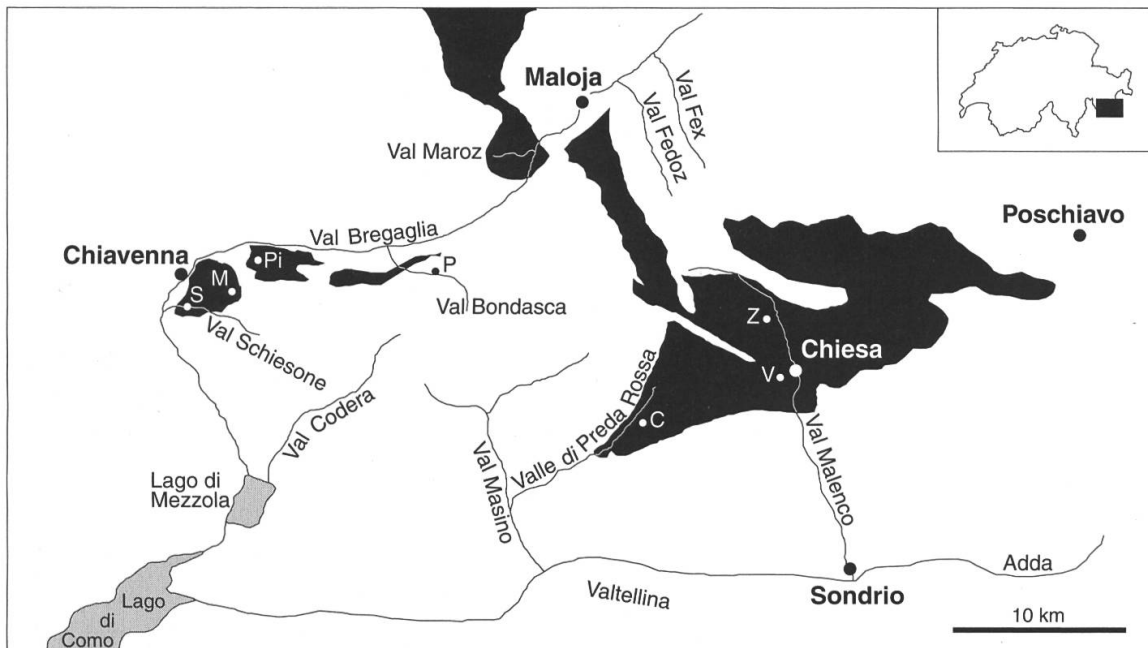 Maloja
Val Fex
Val Fedoz
Val Maroz
Poschiavo
Val Bregaglia
Chiavenna
Pi
P
M
S
Val Bondasca
Val Schiesone
Z
Chiesa
V
Val Codera
Valle di Preda Rossa
C
Val Masino
Val Malenco
Lago di
Mezzola
Adda
Valtellina
Sondrio
Lago
di
Como
10 km